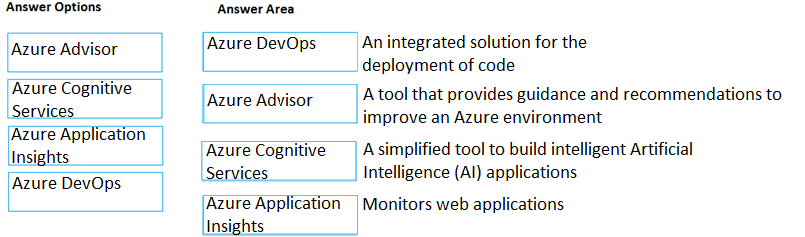 Answer Options
Answer Area
Azure Advisor
Azure Cognitive
Services
Azure Application
Insights
Azure DevOps
Azure DevOps
An integrated solution for the
deployment of code
Azure Advisor
A tool that provides guidance and recommendations to
improve an Azure environment
Azure Cognitive
Services
A simplified tool to build intelligent Artificial
Intelligence (AI) applications
Azure Application
Insights
Monitors web applications